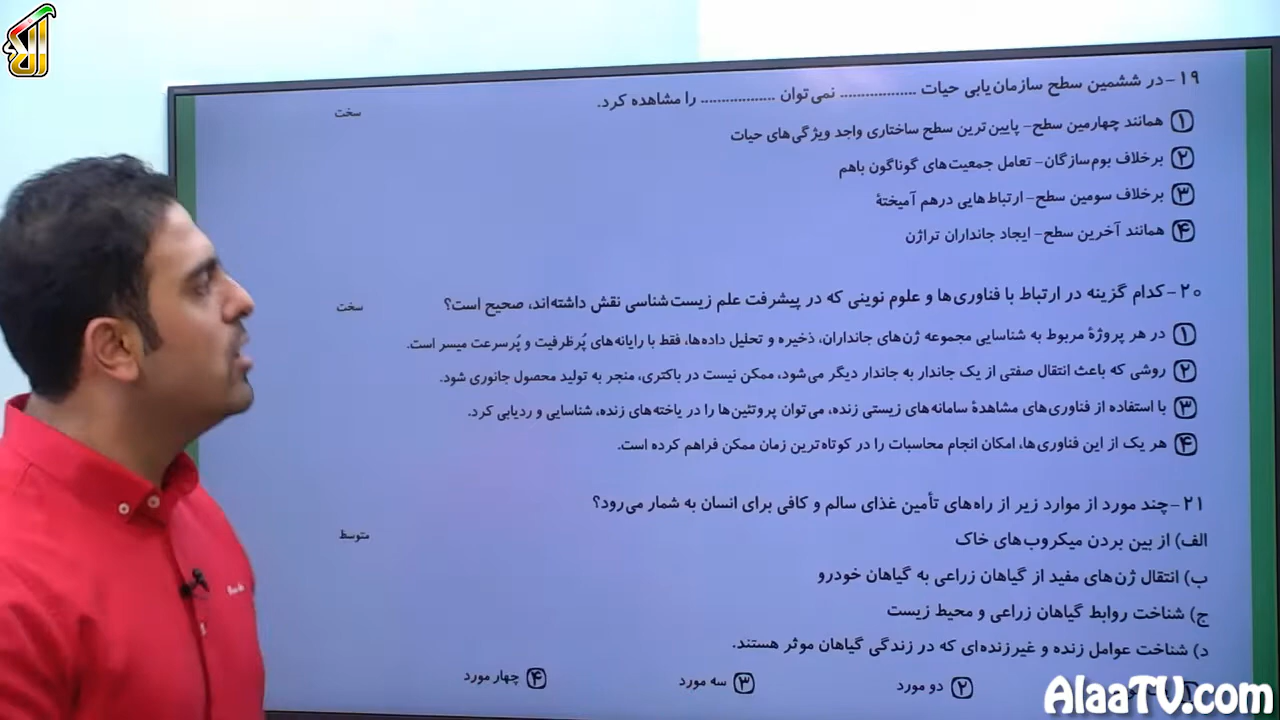 ۱۹-در ششمین سطح سازمان‌یابی حیات .................. نمی‌توان .................. را مشاهده کرد.
سخت
۱ همانند چهارمین سطح- پایین‌ترین سطح ساختاری واجد ویژگی‌های حیات
۲ برخلاف بوم‌سازگان- تعامل جمعیت‌های گوناگون باهم
۳ برخلاف سومین سطح- ارتباط‌هایی درهم آمیختهٔ
۴ همانند آخرین سطح- ایجاد جانداران تراژن
۲۰-کدام گزینه در ارتباط با فناوری‌ها و علوم نوینی که در پیشرفت علم زیست‌شناسی نقش داشته‌اند، صحیح است؟
سخت
۱ در هر پروژهٔ مربوط به شناسایی مجموعه ژن‌های جانداران، ذخیره و تحلیل داده‌ها، فقط با رایانه‌های پُرظرفیت و پُرسرعت میسر است.
۲ روشی که باعث انتقال صفتی از یک جاندار به جاندار دیگر می‌شود، ممکن نیست در باکتری، منجر به تولید محصول جانوری شود.
۳ با استفاده از فناوری‌های مشاهدهٔ سامانه‌های زیستی زنده، می‌توان پروتئین‌ها را در یاخته‌های زنده، شناسایی و ردیابی کرد.
۴ هر یک از این فناوری‌ها، امکان انجام محاسبات را در کوتاه‌ترین زمان ممکن فراهم کرده است.
۲۱-چند مورد از موارد زیر از راه‌های تأمین غذای سالم و کافی برای انسان به شمار می‌رود؟
متوسط
الف) از بین بردن میکروب‌های خاک
ب) انتقال ژن‌های مفید از گیاهان زراعی به گیاهان خودرو
ج) شناخت روابط گیاهان زراعی و محیط زیست
د) شناخت عوامل زنده و غیرزنده‌ای که در زندگی گیاهان موثر هستند.
۲ دو مورد ۳ سه مورد ۴ چهار مورد
AlaaTV.com